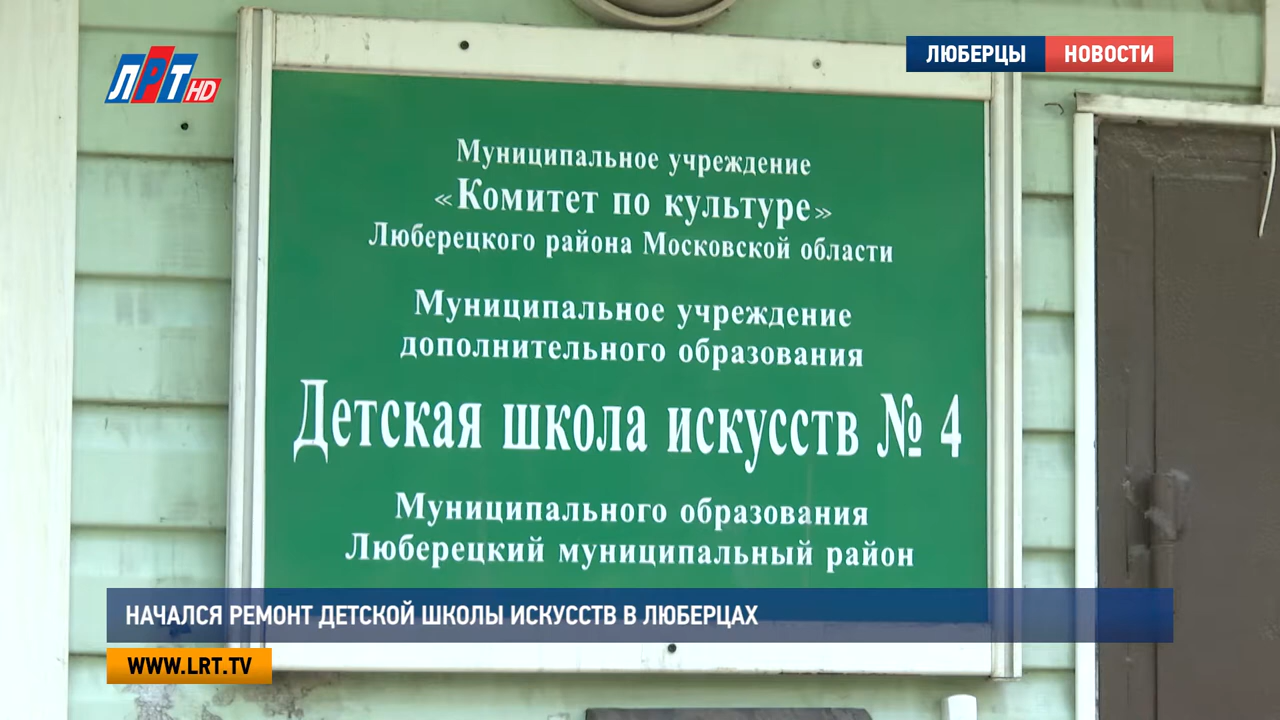 ЛРТ HD
ЛЮБЕРЦЫ НОВОСТИ
Муниципальное учреждение
«Комитет по культуре»
Люберецкого района Московской области
Муниципальное учреждение
дополнительного образования
Детская школа искусств № 4
Муниципального образования
Люберецкий муниципальный район
НАЧАЛСЯ РЕМОНТ ДЕТСКОЙ ШКОЛЫ ИСКУССТВ В ЛЮБЕРЦАХ
WWW.LRT.TV